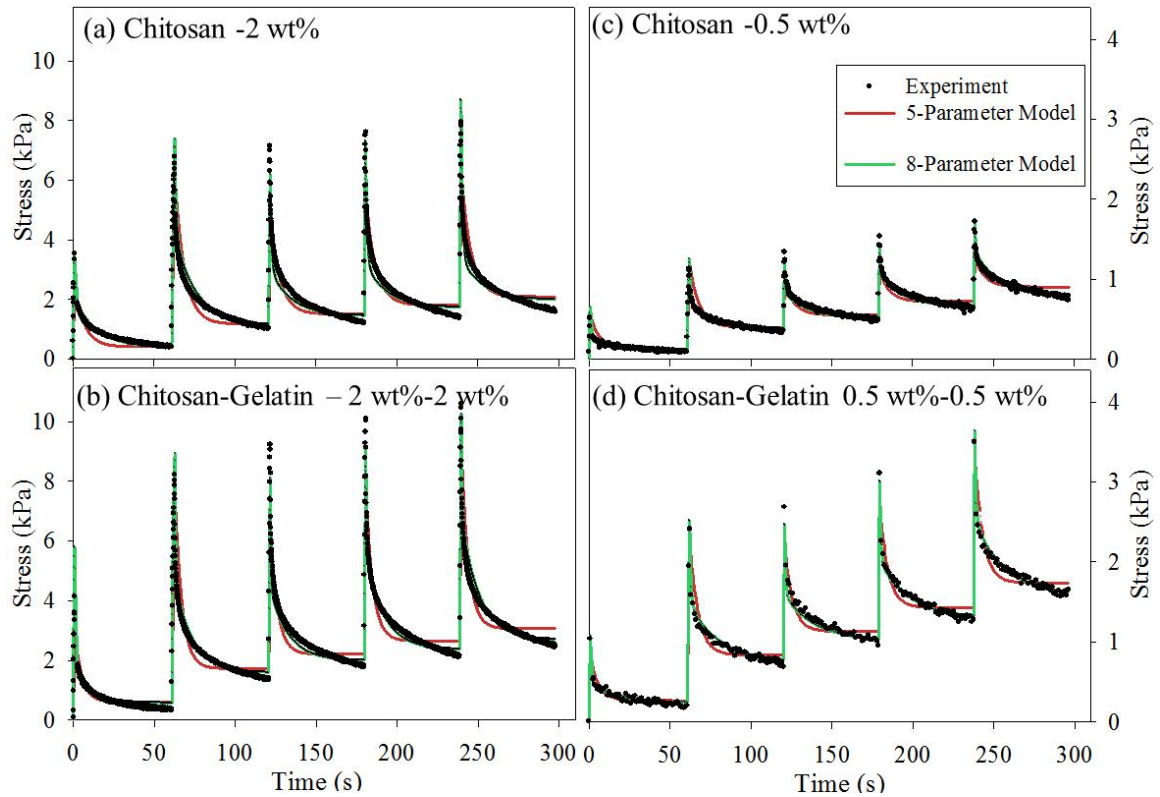 (a) Chitosan -2 wt%
Stress (kPa)
10
8
6
4
2
0
(c) Chitosan -0.5 wt%
Experiment
5-Parameter Model
8-Parameter Model
4
3
2
1
0
Stress (kPa)
(b) Chitosan-Gelatin – 2 wt%-2 wt%
Stress (kPa)
10
8
6
4
2
0
0 50 100 150 200 250 300
Time (s)
(d) Chitosan-Gelatin 0.5 wt%-0.5 wt%
4
3
2
1
0
Stress (kPa)
0 50 100 150 200 250 300
Time (s)